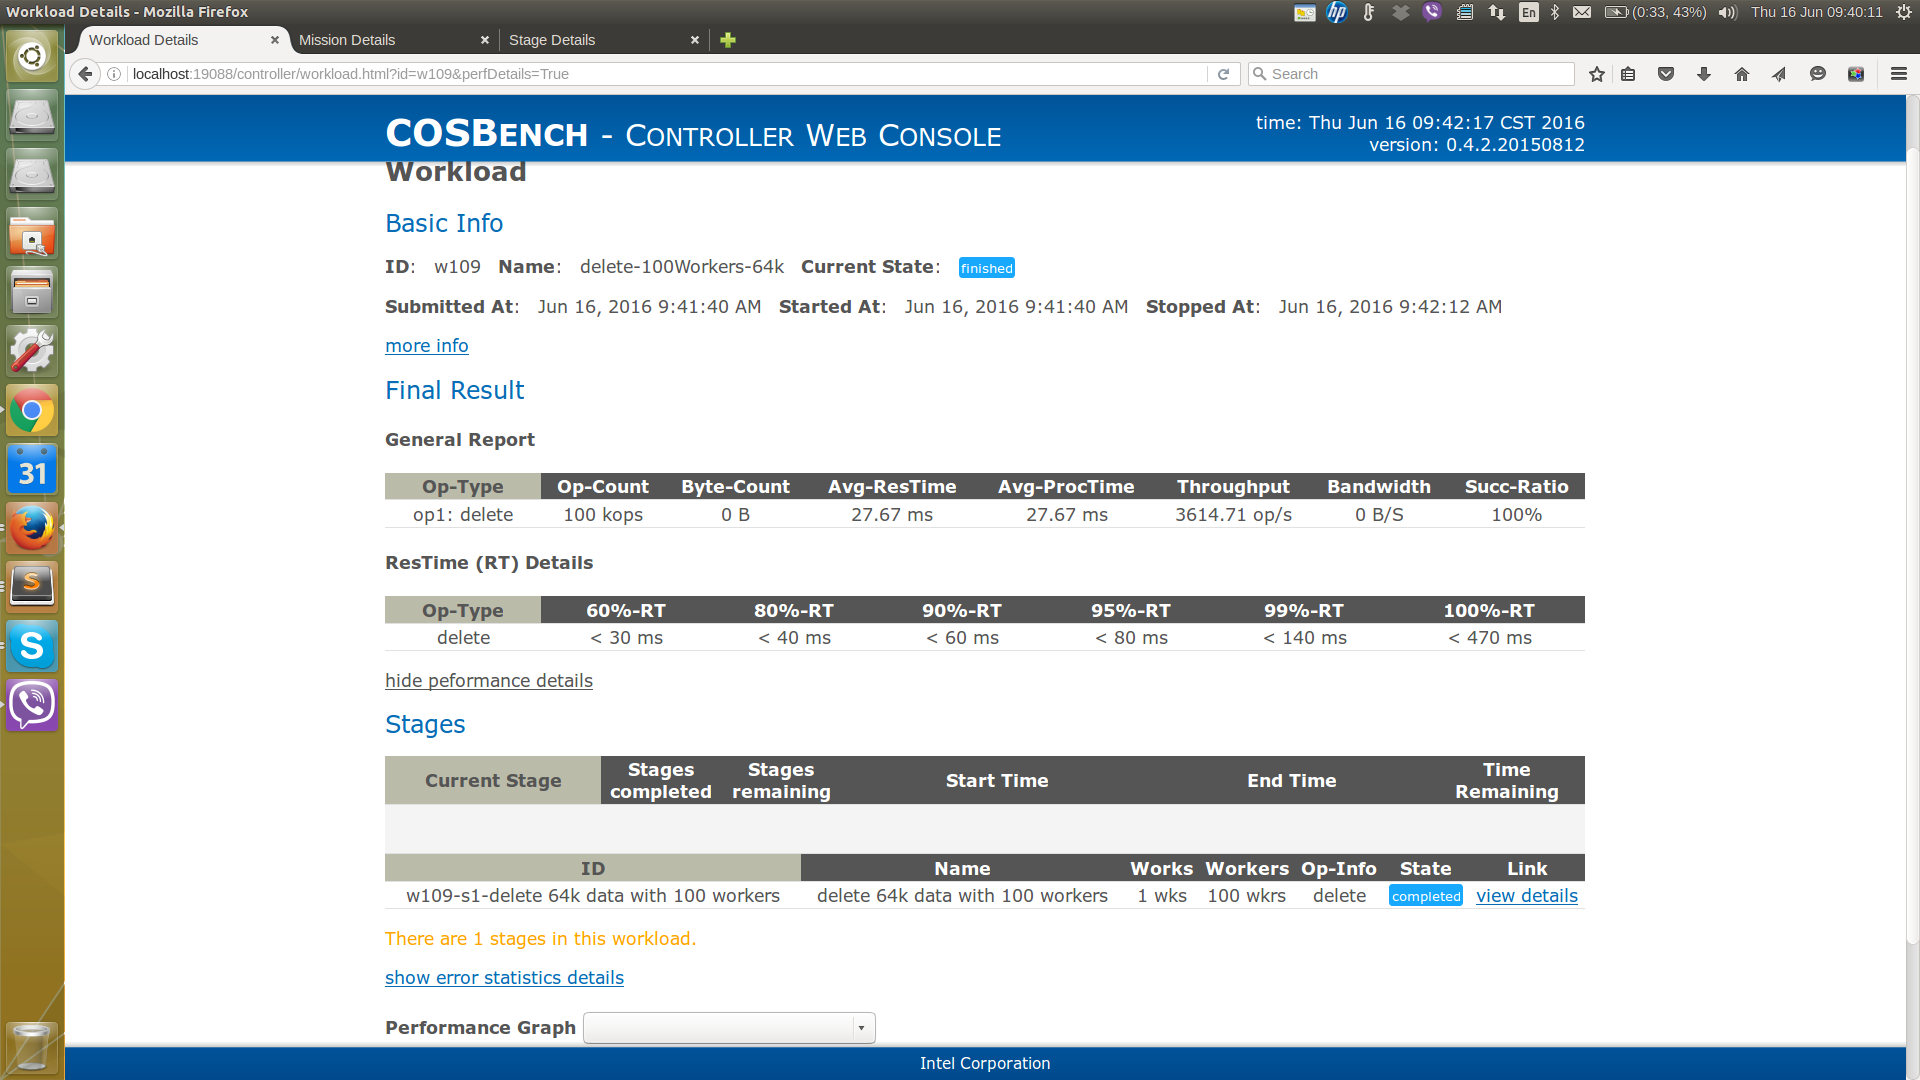 Workload Details - Mozilla Firefox
En (0:33, 43%) Thu 16 Jun 09:40:11
Workload Details Mission Details Stage Details
localhost:19088/controller/workload.html?id=w109&perfDetails=True Search
COSBENCH - CONTROLLER WEB CONSOLE
time: Thu Jun 16 09:42:17 CST 2016
version: 0.4.2.20150812
Workload
Basic Info
ID: w109 Name: delete-100Workers-64k Current State: finished
Submitted At: Jun 16, 2016 9:41:40 AM Started At: Jun 16, 2016 9:41:40 AM Stopped At: Jun 16, 2016 9:42:12 AM
more info
Final Result
General Report
Op-Type Op-Count Byte-Count Avg-ResTime Avg-ProcTime Throughput Bandwidth Succ-Ratio
op1: delete 100 kops 0 B 27.67 ms 27.67 ms 3614.71 op/s 0 B/S 100%
ResTime (RT) Details
Op-Type 60%-RT 80%-RT 90%-RT 95%-RT 99%-RT 100%-RT
delete < 30 ms < 40 ms < 60 ms < 80 ms < 140 ms < 470 ms
hide peformance details
Stages
Current Stage Stages completed Stages remaining Start Time End Time Time Remaining
ID Name Works Workers Op-Info State Link
w109-s1-delete 64k data with 100 workers delete 64k data with 100 workers 1 wks 100 wkrs delete completed view details
There are 1 stages in this workload.
show error statistics details
Performance Graph
Intel Corporation
hp
31
S
S